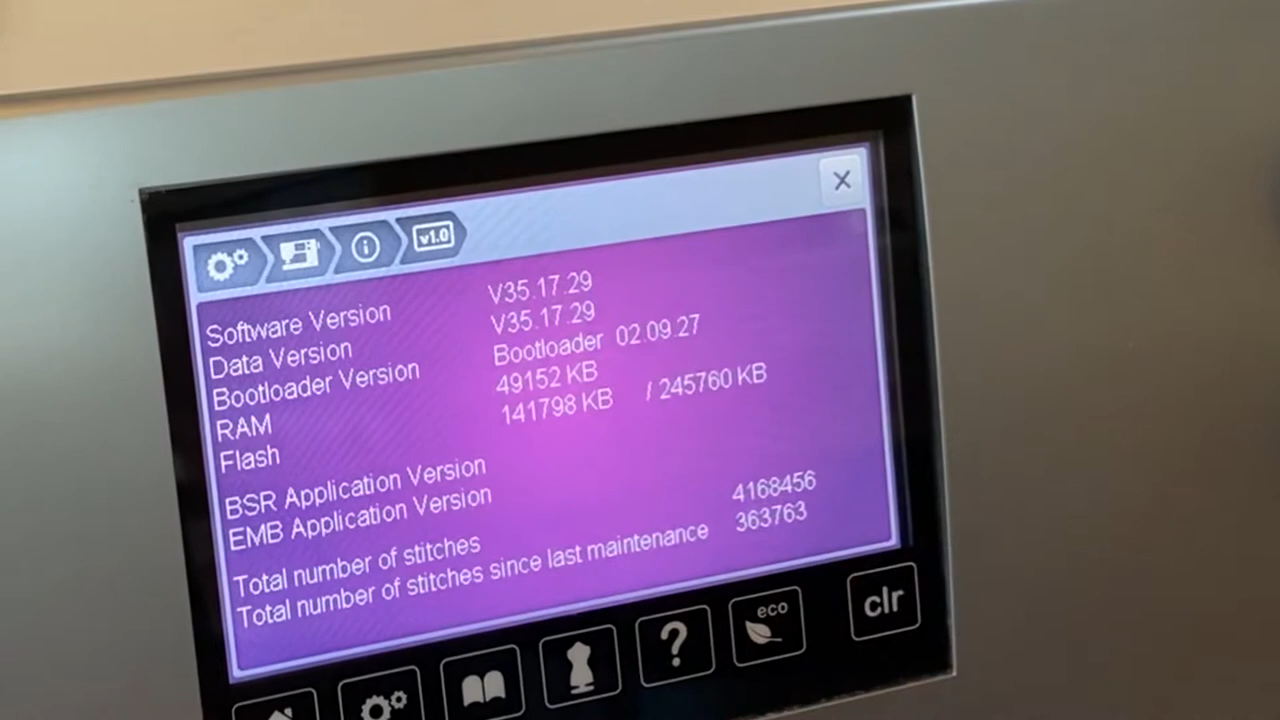 v1.0
Software Version V35.17.29
Data Version V35.17.29
Bootloader Version Bootloader 02.09.27
RAM 49152 KB
Flash 141798 KB / 245760 KB
BSR Application Version
EMB Application Version
Total number of stitches 4168456
Total number of stitches since last maintenance 363763
? eco clr